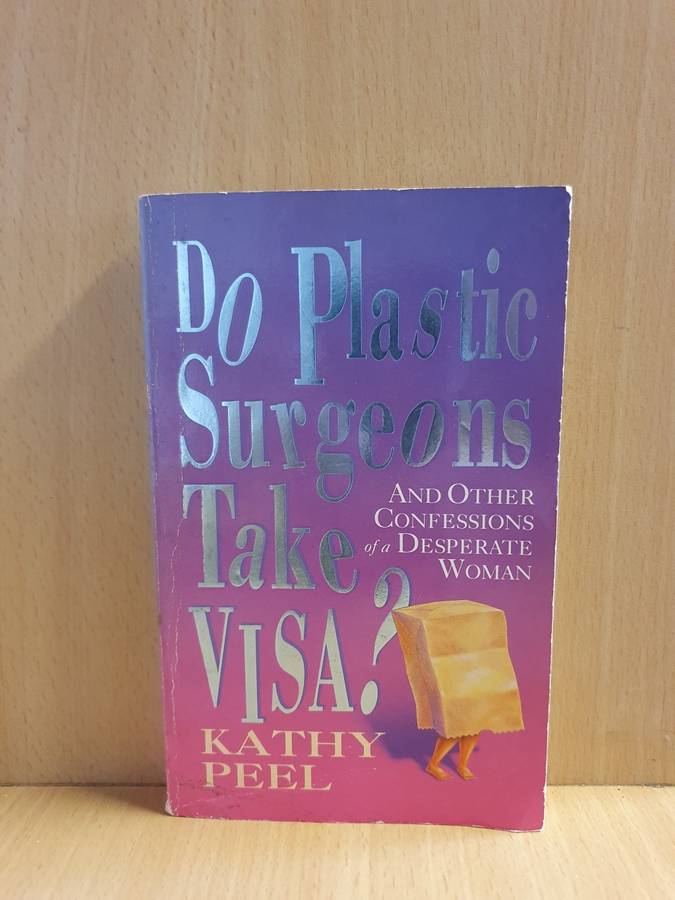 Do Plastic
Surgeons
Take
VISA?
AND OTHER
CONFESSIONS
of a DESPERATE
WOMAN
KATHY
PEEL